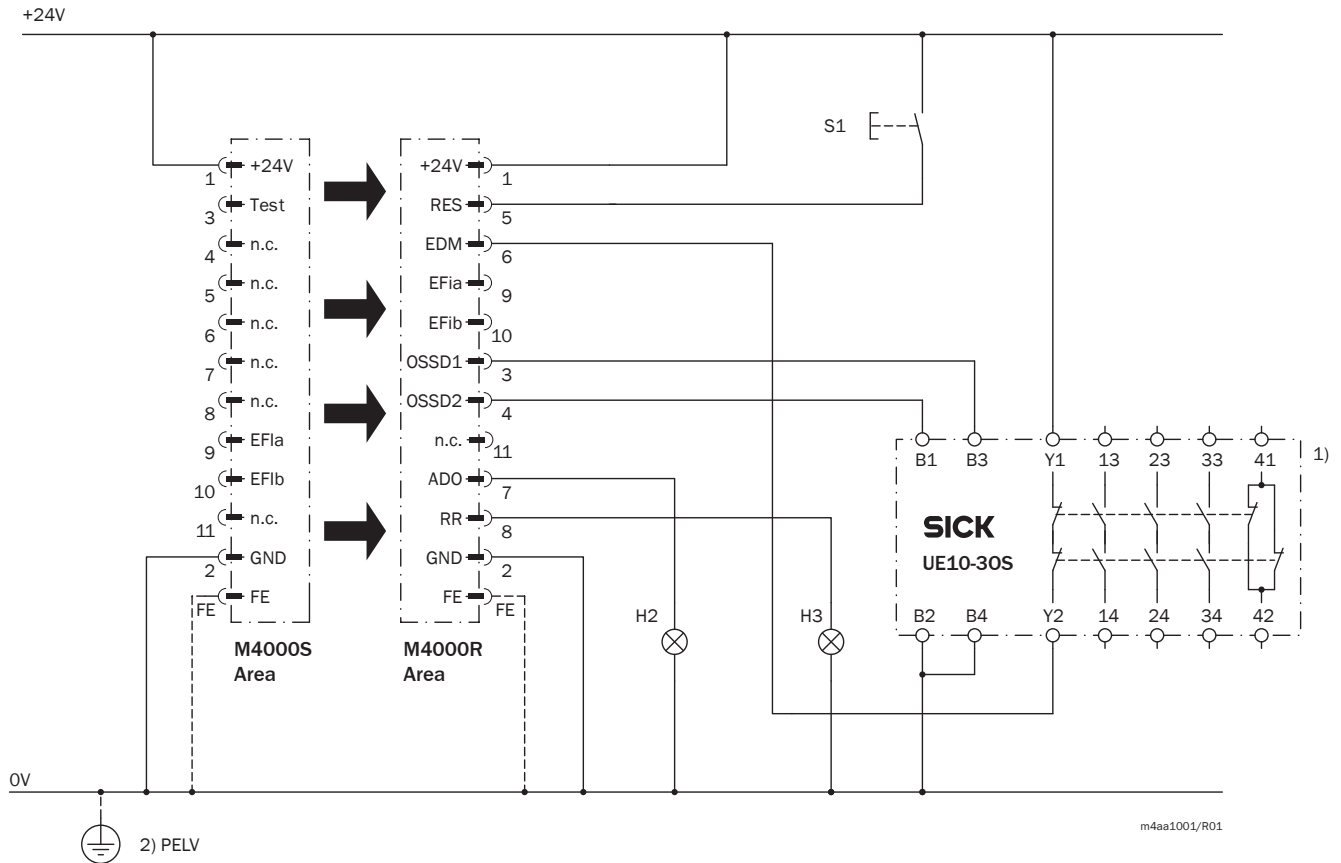 +24V
S1
1 +24V
3 Test
4 n.c.
5 n.c.
6 n.c.
7 n.c.
8 n.c.
9 EFIa
10 EFIb
11 n.c.
2 GND
FE FE
M4000S
Area
+24V 1
RES 5
EDM 6
EFia 9
EFib 10
OSSD1 3
OSSD2 4
n.c. 11
ADO 7
RR 8
GND 2
FE FE
M4000R
Area
H2
H3
B1 B3 Y1 13 23 33 41 1)
SICK
UE10-3OS
B2 B4 Y2 14 24 34 42
0V
2) PELV
m4aa1001/R01